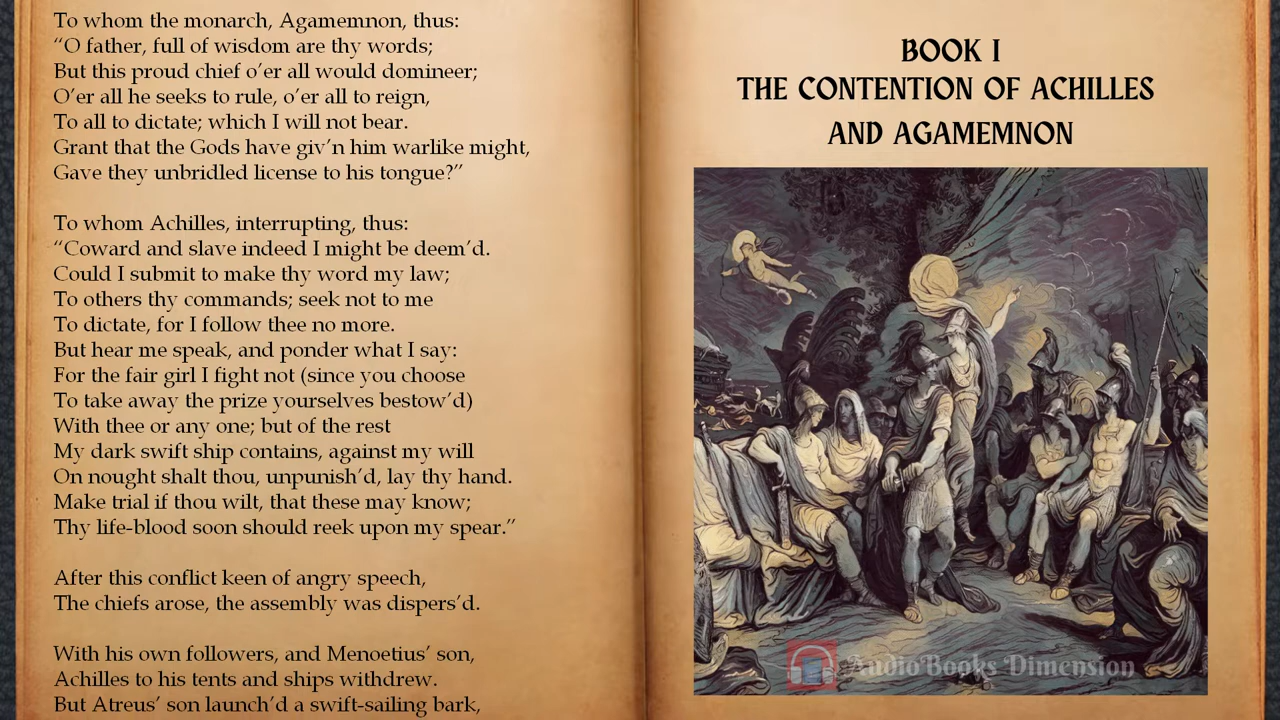 To whom the monarch, Agamemnon, thus:
“O father, full of wisdom are thy words;
But this proud chief o’er all would domineer;
O’er all he seeks to rule, o’er all to reign,
To all to dictate; which I will not bear.
Grant that the Gods have giv’n him warlike might,
Gave they unbridled license to his tongue?”

To whom Achilles, interrupting, thus:
“Coward and slave indeed I might be deem’d.
Could I submit to make thy word my law;
To others thy commands; seek not to me
To dictate, for I follow thee no more.
But hear me speak, and ponder what I say:
For the fair girl I fight not (since you choose
To take away the prize yourselves bestow’d)
With thee or any one; but of the rest
My dark swift ship contains, against my will
On nought shalt thou, unpunish’d, lay thy hand.
Make trial if thou wilt, that these may know;
Thy life-blood soon should reek upon my spear.”

After this conflict keen of angry speech,
The chiefs arose, the assembly was dispers’d.

With his own followers, and Menoetius’ son,
Achilles to his tents and ships withdrew.
But Atreus’ son launch’d a swift-sailing bark,

BOOK I
THE CONTENTION OF ACHILLES
AND AGAMEMNON
AudioBooks Dimension